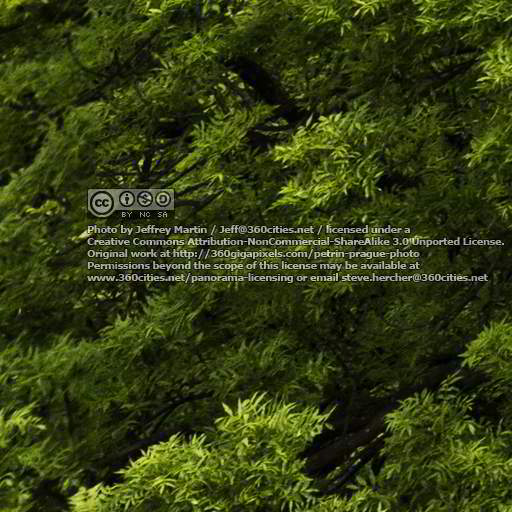 cc BY NC SA
Photo by Jeffrey Martin / Jeff@360cities.net / licensed under a
Creative Commons Attribution-NonCommercial-ShareAlike 3.0 Unported License.
Original work at http://360gigapixels.com/petrin-prague-photo
Permissions beyond the scope of this license may be available at
www.360cities.net/panorama-licensing or email steve.hercher@360cities.net